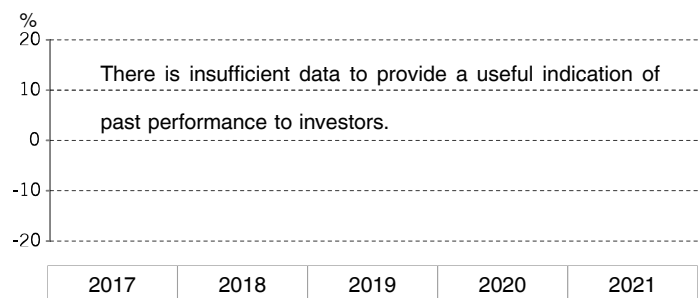 %
20
There is insufficient data to provide a useful indication of
10
past performance to investors.
0
-10
-20
2017 2018 2019 2020 2021